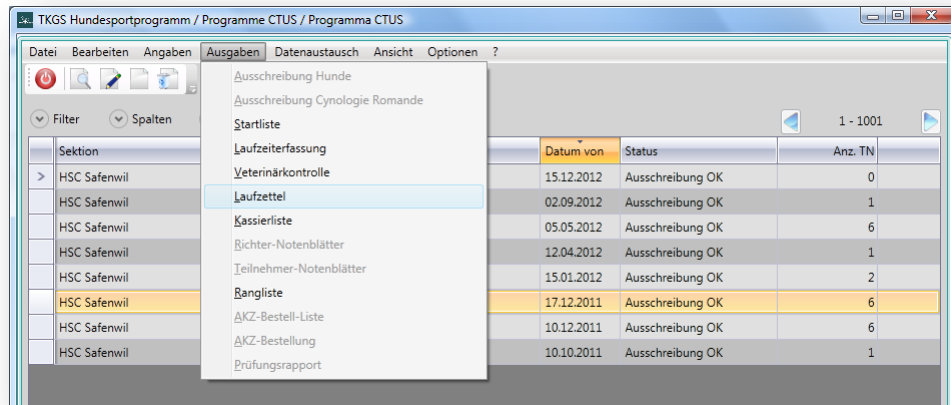 TKGS Hundesportprogramm / Programme CTUS / Programma CTUS
Datei Bearbeiten Angaben Ausgaben Datenaustausch Ansicht Optionen ?
Ausschreibung Hunde
Ausschreibung Cynologie Romande
Startliste
Laufzeiterfassung
Veterinärkontrolle
Laufzettel
Kassierliste
Richter-Notenblätter
Teilnehmer-Notenblätter
Rangliste
AKZ-Bestell-Liste
AKZ-Bestellung
Prüfungsrapport
Filter Spalten 1 - 1001
Sektion Datum von Status Anz. TN
> HSC Safenwil 15.12.2012 Ausschreibung OK 0
HSC Safenwil 02.09.2012 Ausschreibung OK 1
HSC Safenwil 05.05.2012 Ausschreibung OK 6
HSC Safenwil 12.04.2012 Ausschreibung OK 1
HSC Safenwil 15.01.2012 Ausschreibung OK 2
HSC Safenwil 17.12.2011 Ausschreibung OK 6
HSC Safenwil 10.12.2011 Ausschreibung OK 6
HSC Safenwil 10.10.2011 Ausschreibung OK 1